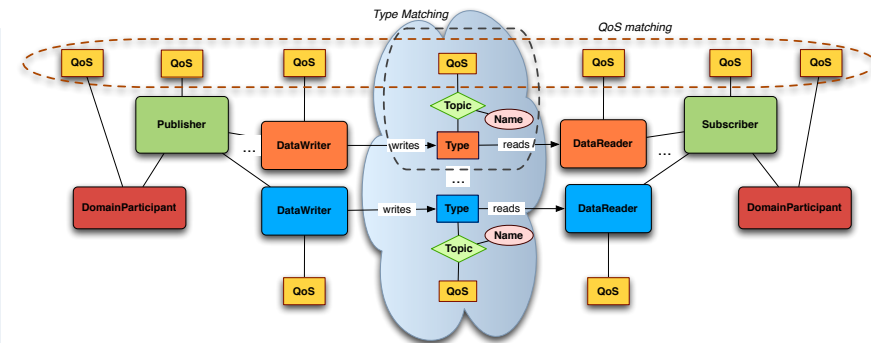 Type Matching
QoS matching
QoS
QoS
QoS
QoS
QoS
QoS
QoS
Publisher
Topic
Name
Subscriber
...
DataWriter
writes
Type
reads
DataReader
...
...
DomainParticipant
DataWriter
writes
Type
reads
DataReader
DomainParticipant
Name
Topic
QoS
QoS
QoS